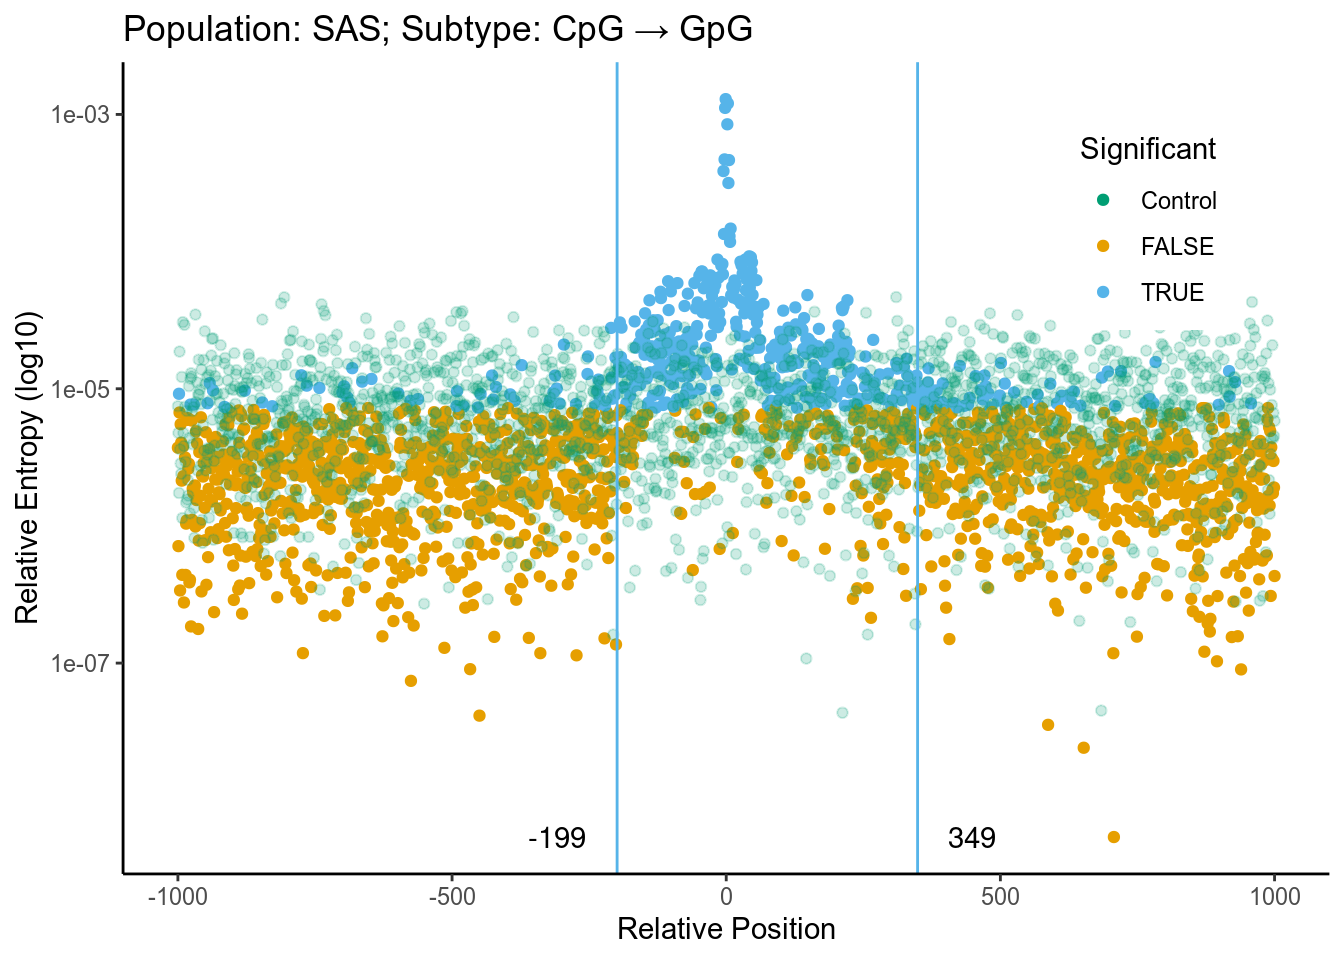 Population: SAS; Subtype: CpG → GpG
Relative Entropy (log10)
1e-03
1e-05
1e-07
Significant
Control
FALSE
TRUE
-199
349
-1000
-500
0
500
1000
Relative Position